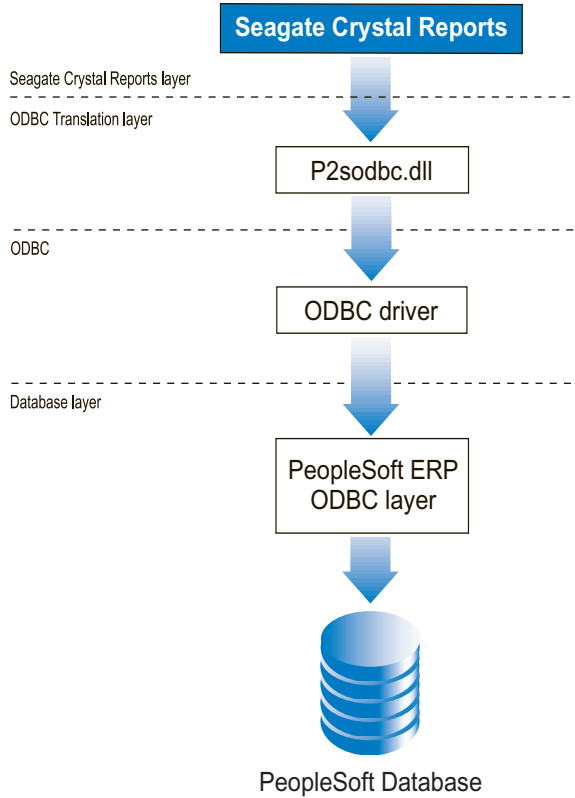 Seagate Crystal Reports
Seagate Crystal Reports layer
ODBC Translation layer
P2sodbc.dll
ODBC
ODBC driver
Database layer
PeopleSoft ERP
ODBC layer
PeopleSoft Database